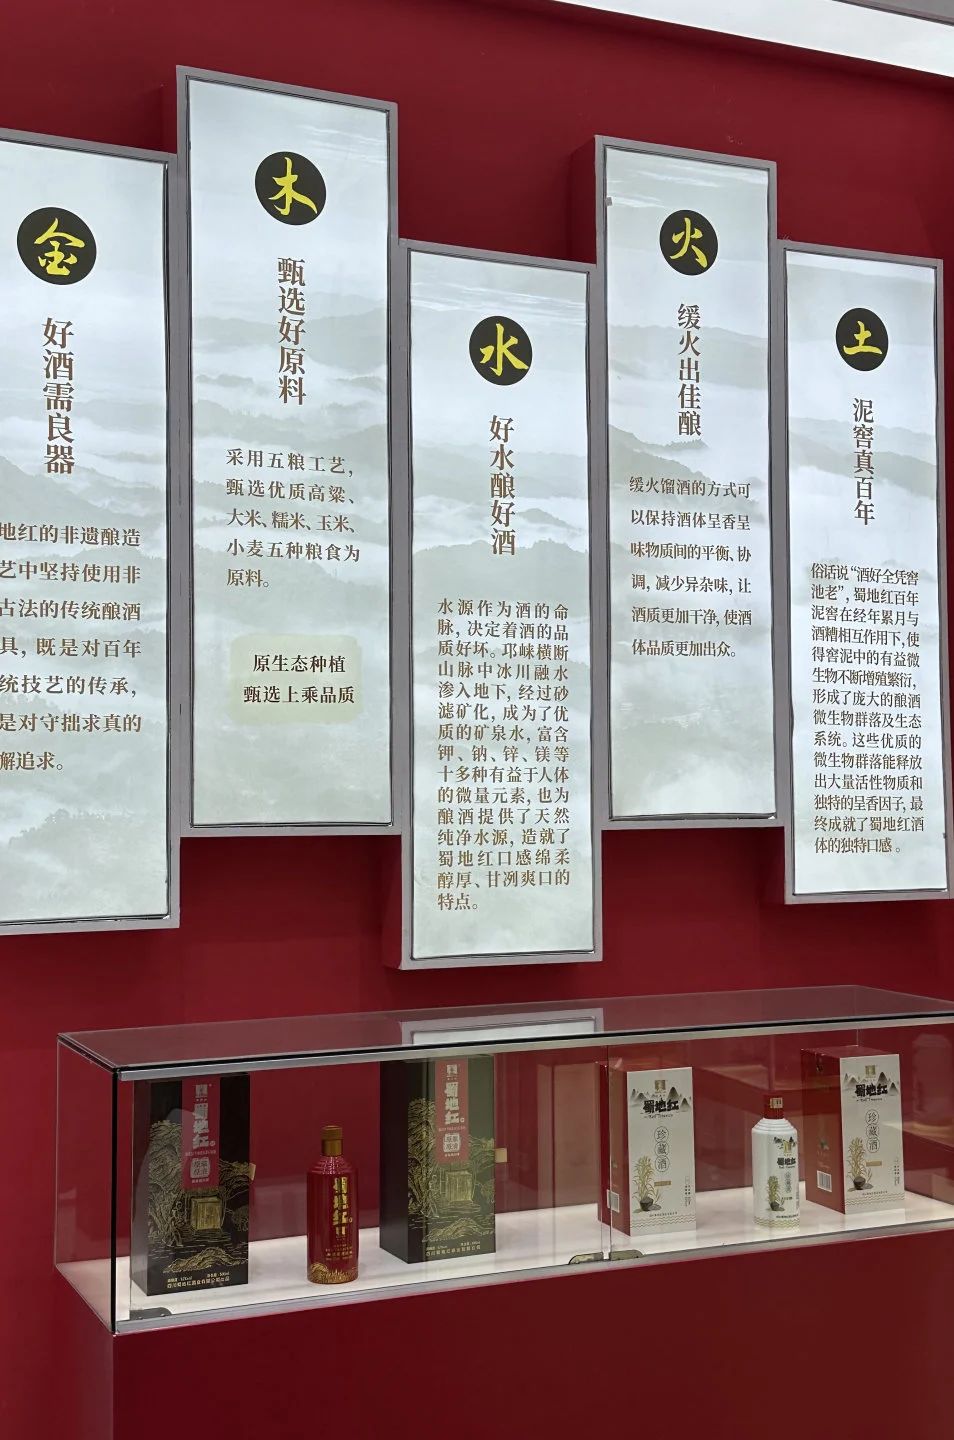 金
好酒需良器
地红的非遗酿造
艺中坚持使用非
古法的传统酿酒
具，既是对百年
统技艺的传承，
是对守拙求真的
解追求。
木
甄选好原料
采用五粮工艺，
甄选优质高粱、
大米、糯米、玉米、
小麦五种粮食为
原料。
原生态种植
甄选上乘品质
水
好水酿好酒
水源作为酒的命
脉，决定着酒的品
质好坏。邛崃横断
山脉中冰川融水
渗入地下，经过砂
滤矿化，成为了优
质的矿泉水，富含
钾、钠、锌、镁等
十多种有益于人体
的微量元素，也为
酿酒提供了天然
纯净水源，造就了
蜀地红口感绵柔
醇厚、甘冽爽口的
特点。
火
缓火出佳酿
缓火馏酒的方式可
以保持酒体呈香呈
味物质间的平衡、协
调，减少异杂味，让
酒质更加干净，使酒
体品质更加出众。
土
泥窖真百年
俗话说“酒好全凭窖
池老”，蜀地红百年
泥窖在经年累月与
酒糟相互作用下，使
得窖泥中的有益微
生物不断增殖繁衍，
形成了庞大的酿酒
微生物群落及生态
系统。这些优质的
微生物群落能释放
出大量活性物质和
独特的呈香因子，最
终成就了蜀地红酒
体的独特口感。
蜀地红
蜀地红
蜀地红
蜀地红
珍藏酒
蜀地红
蜀地红
珍藏酒